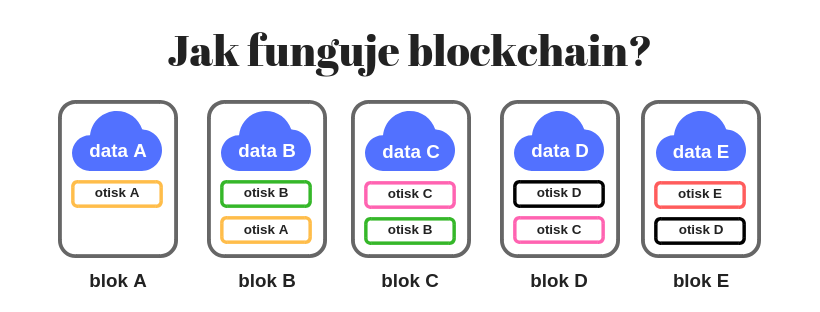 Jak funguje blockchain?
data A
otisk A
blok A
data B
otisk B
otisk A
blok B
data C
otisk C
otisk B
blok C
data D
otisk D
otisk C
blok D
data E
otisk E
otisk D
blok E